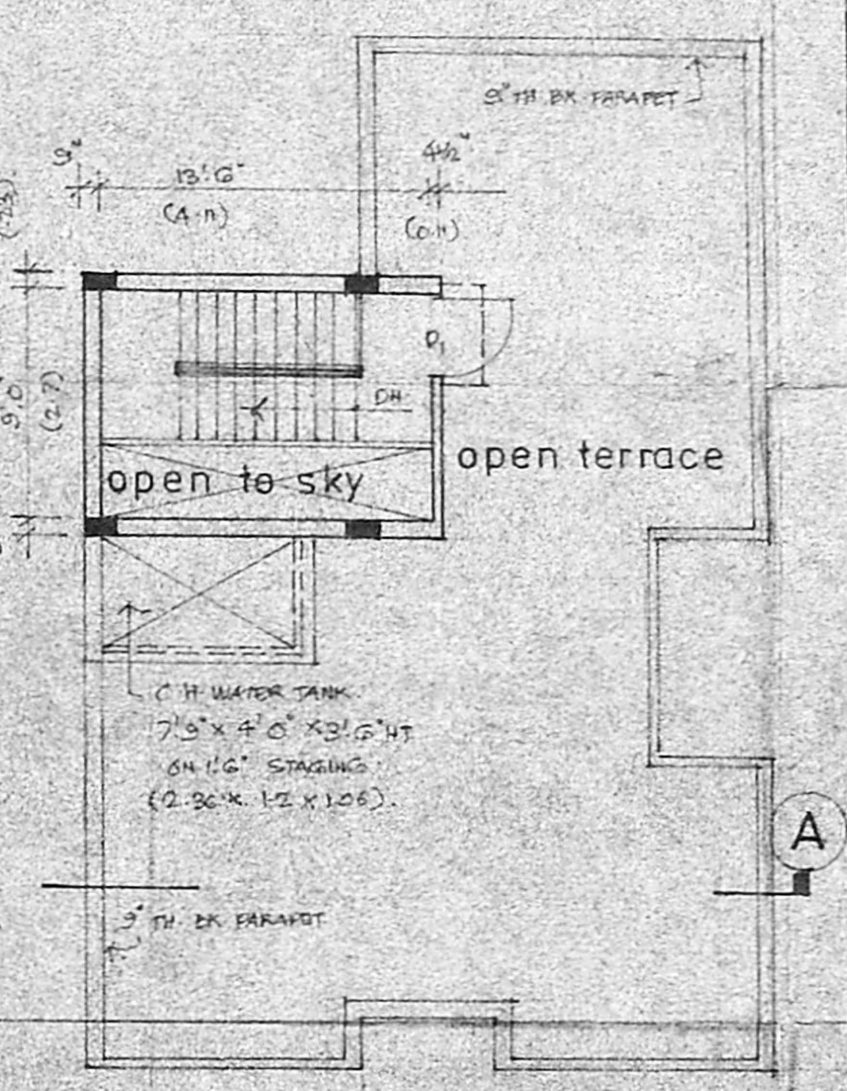 9" TH BK PARAPET
9"
13'.6"
4½"
(4.11)
(0.11)
(.23)
D1
9'.0"
(2.7)
DN
open to sky
open terrace
O H WATER TANK
7'.9" X 4'0" X 3'.6" HT
ON 1'.6" STAGING
(2.36 X 1.2 X 1.06).
A
9" TH BK PARAPET